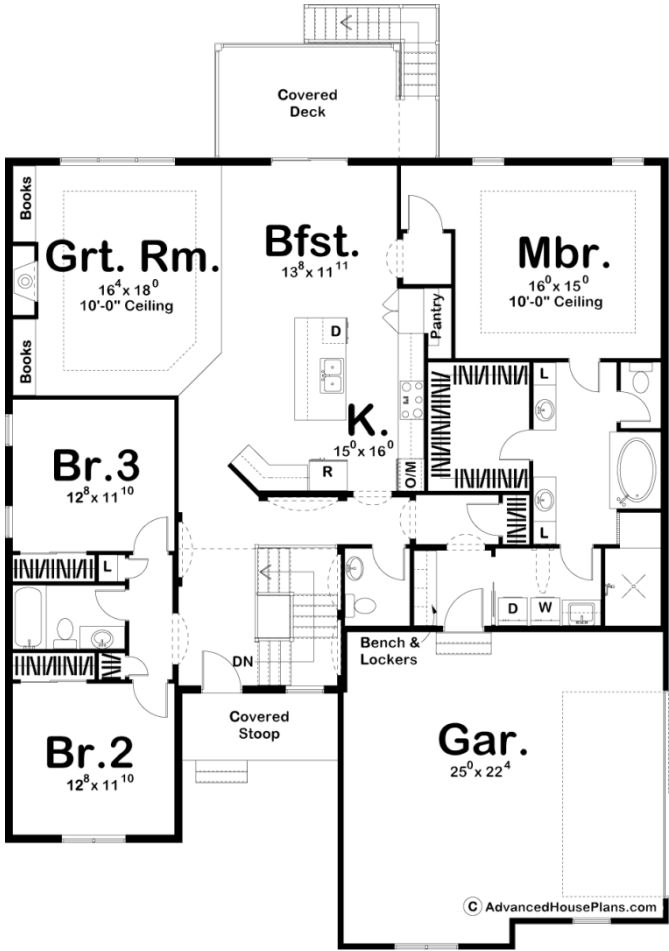 Covered
Deck
Books
Grt. Rm.
16⁴ x 18⁰
10'-0" Ceiling
Books
Bfst.
13⁸ x 11¹¹
Mbr.
16⁰ x 15⁰
10'-0" Ceiling
Pantry
D
K.
15⁰ x 16⁰
R
O/M
L
L
Br.3
12⁸ x 11¹⁰
L
D
W
Bench &
Lockers
DN
Covered
Stoop
Br.2
12⁸ x 11¹⁰
Gar.
25⁰ x 22⁴
© AdvancedHousePlans.com